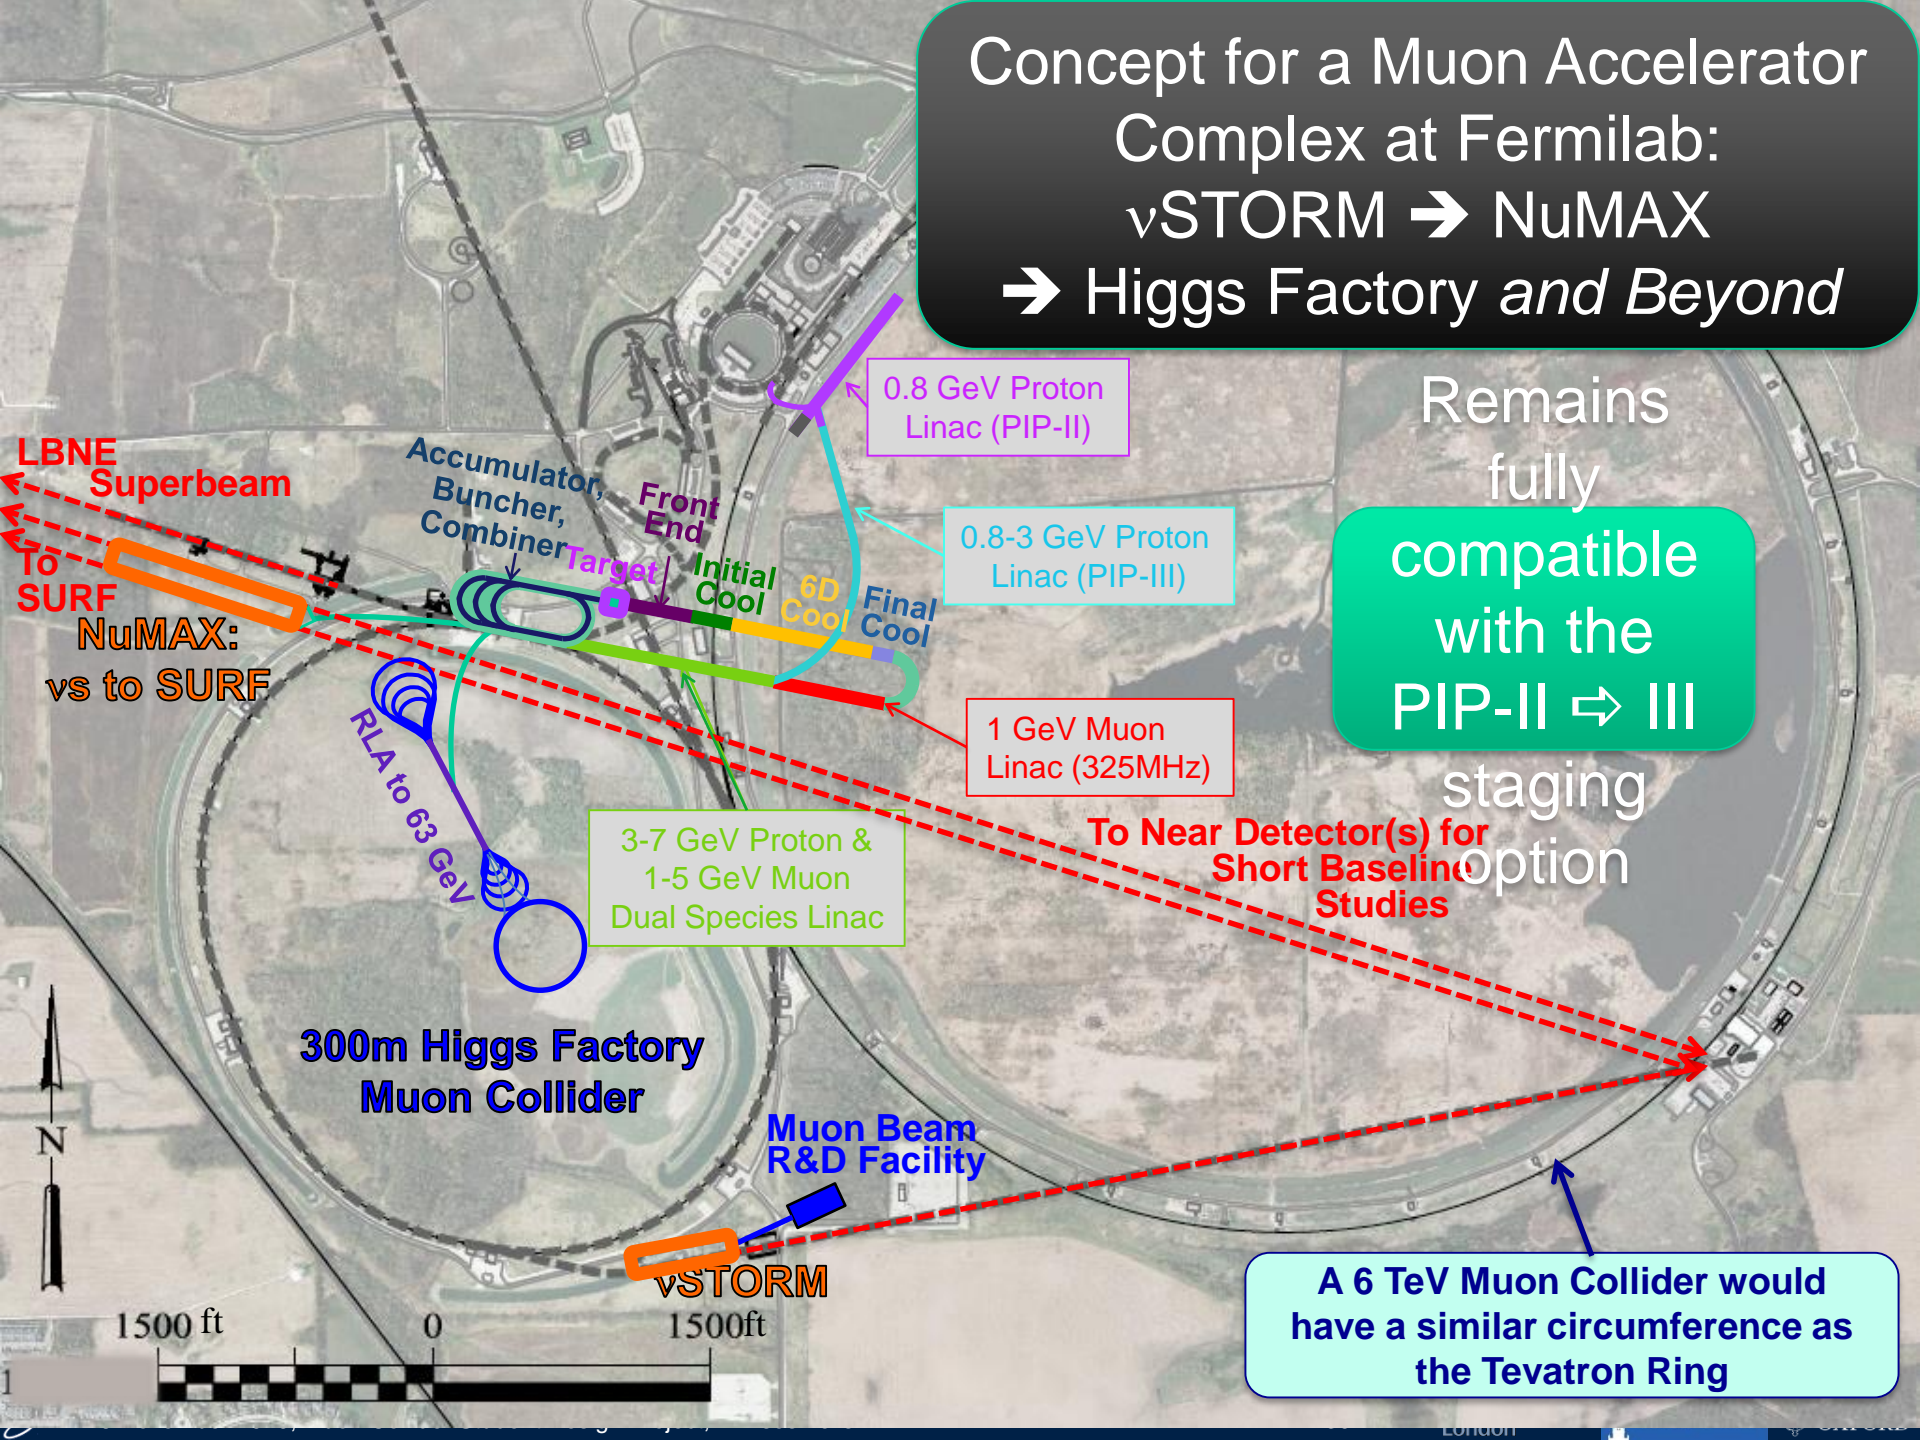 Concept for a Muon Accelerator
Complex at Fermilab:
νSTORM ➔ NuMAX
➔ Higgs Factory and Beyond
0.8 GeV Proton
Linac (PIP-II)
Remains
fully
compatible
with the
PIP-II ⇨ III
staging
option
LBNE
Superbeam
To
SURF
NuMAX:
νs to SURF
Accumulator,
Buncher,
Combiner
Target
Front
End
Initial
Cool
6D
Cool
Final
Cool
0.8-3 GeV Proton
Linac (PIP-III)
1 GeV Muon
Linac (325MHz)
RLA to 63 GeV
3-7 GeV Proton &
1-5 GeV Muon
Dual Species Linac
To Near Detector(s) for
Short Baseline
Studies
300m Higgs Factory
Muon Collider
N
Muon Beam
R&D Facility
νSTORM
1500 ft
0
1500ft
A 6 TeV Muon Collider would
have a similar circumference as
the Tevatron Ring
London
OXFORD